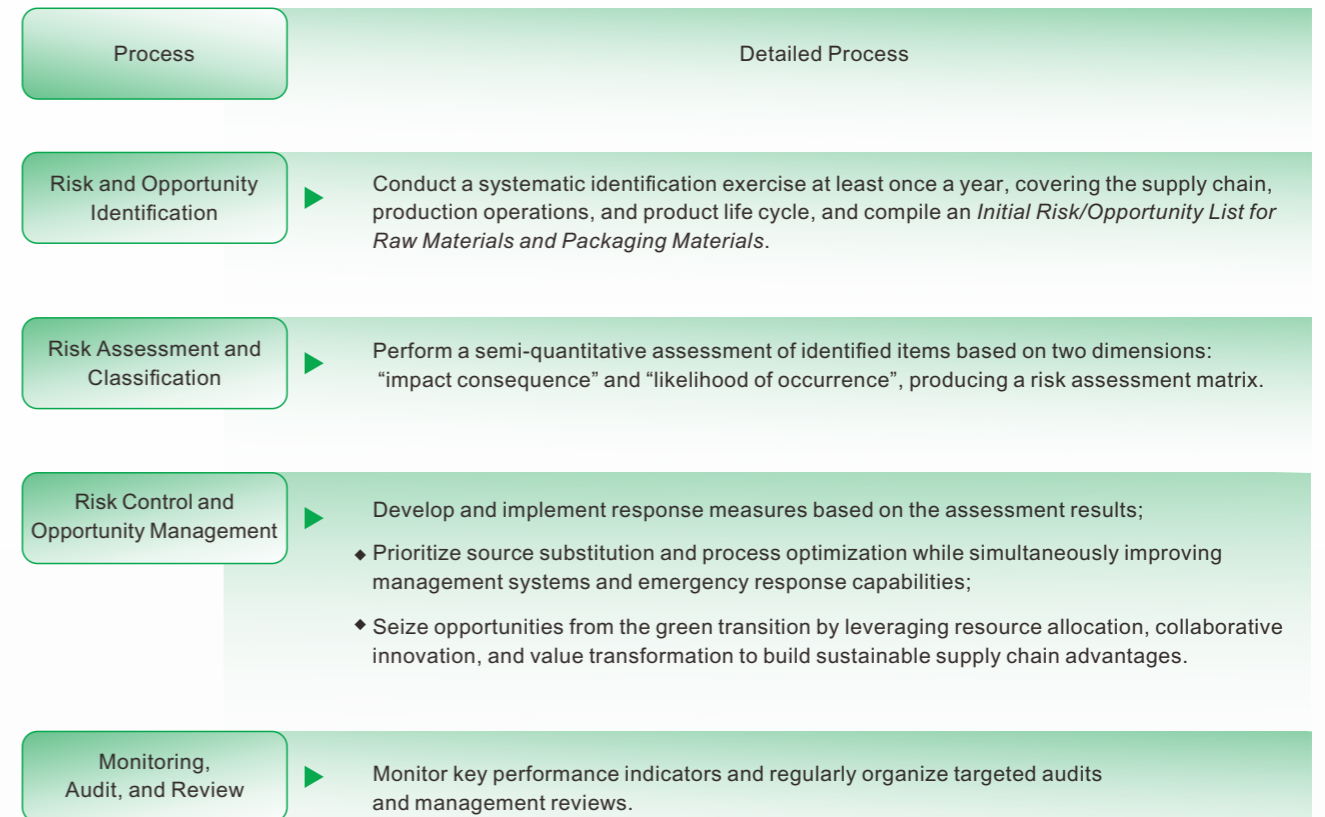 Process
Detailed Process
Risk and Opportunity
Identification
Conduct a systematic identification exercise at least once a year, covering the supply chain,
production operations, and product life cycle, and compile an Initial Risk/Opportunity List for
Raw Materials and Packaging Materials.
Risk Assessment and
Classification
Perform a semi-quantitative assessment of identified items based on two dimensions:
“impact consequence” and “likelihood of occurrence”, producing a risk assessment matrix.
Risk Control and
Opportunity Management
Develop and implement response measures based on the assessment results;
◆ Prioritize source substitution and process optimization while simultaneously improving
management systems and emergency response capabilities;
◆ Seize opportunities from the green transition by leveraging resource allocation, collaborative
innovation, and value transformation to build sustainable supply chain advantages.
Monitoring,
Audit, and Review
Monitor key performance indicators and regularly organize targeted audits
and management reviews.